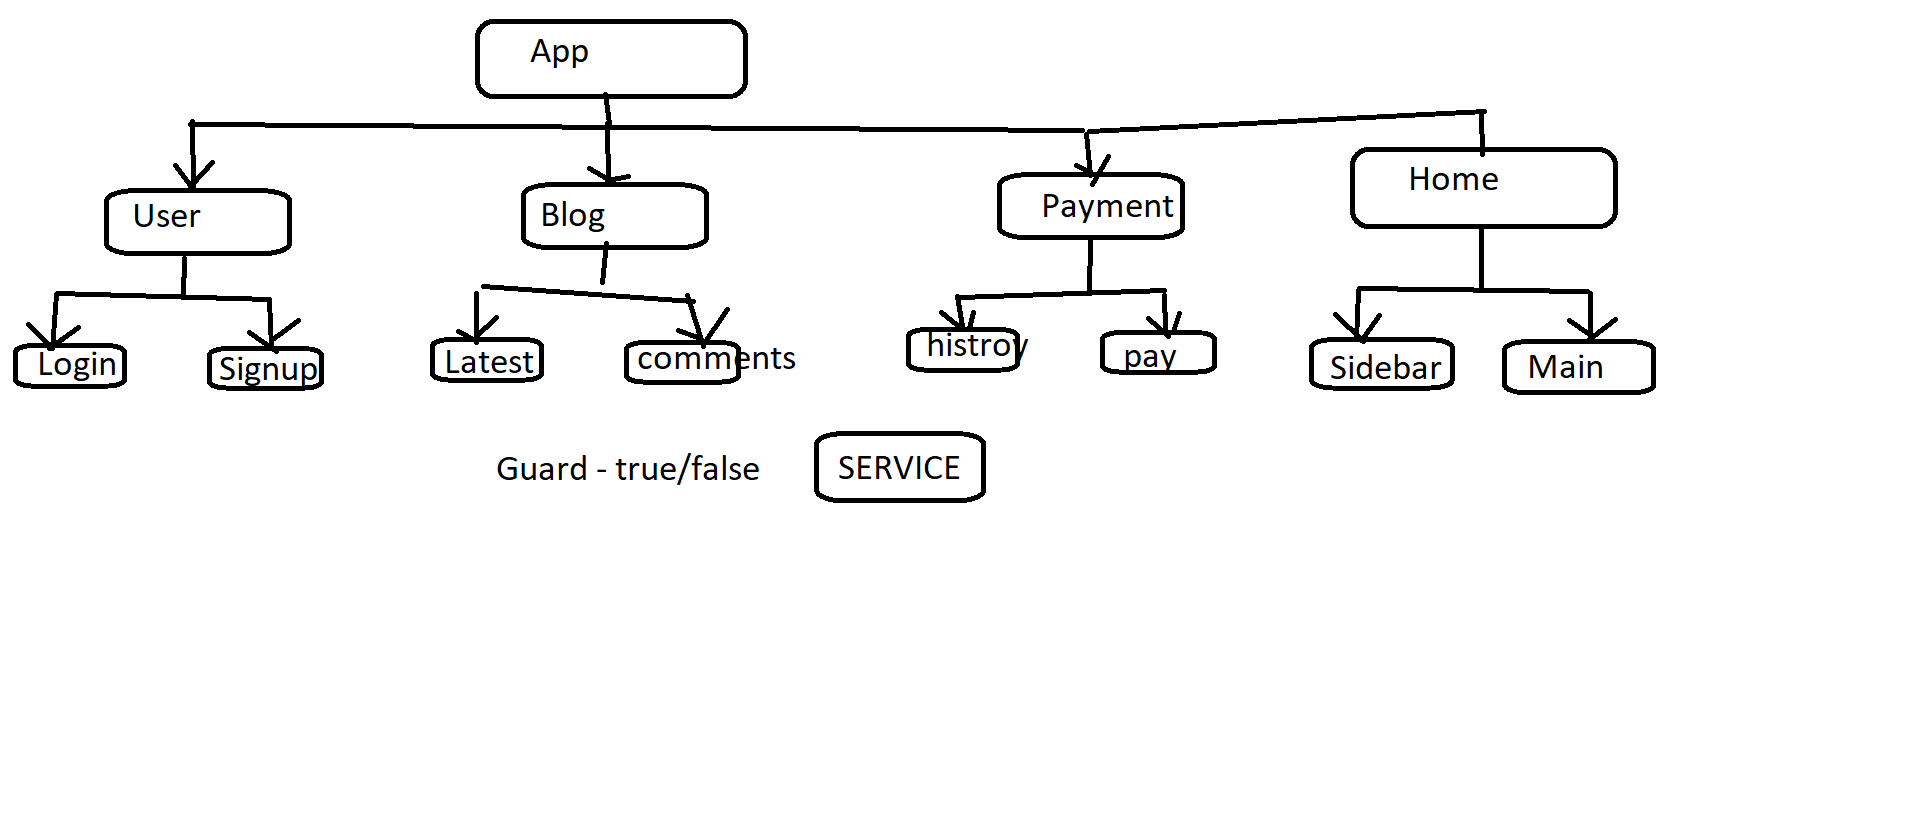 App
User
Blog
Payment
Home
Login
Signup
Latest
comments
histroy
pay
Sidebar
Main
Guard - true/false
SERVICE